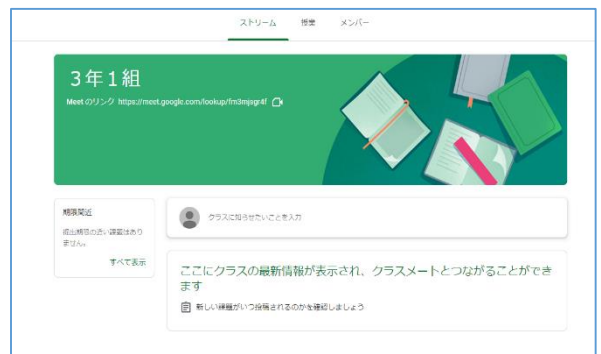 ストリーム 授業 メンバー
3年1組
Meet のリンク https://meet.google.com/lookup/fm3mjsgr4f
期限間近
提出期限の近い課題はあり
ません。
すべて表示
クラスに知らせたいことを入力
ここにクラスの最新情報が表示され、クラスメートとつながることができ
ます
新しい課題がいつ投稿されるのかを確認しましょう